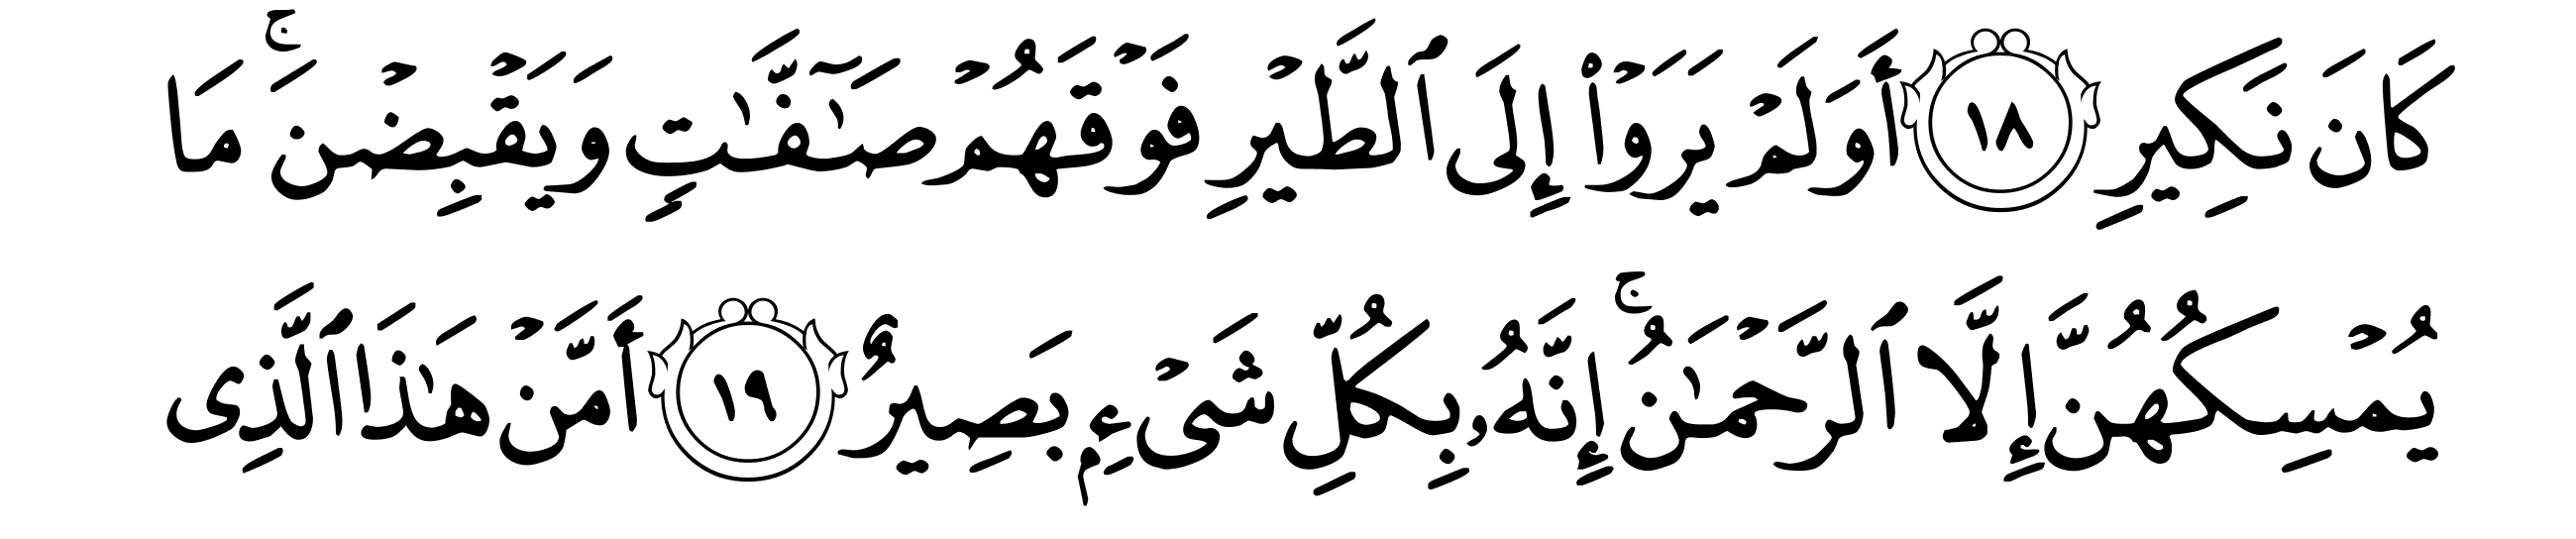 كَانَ نَكِيرِ ١٨ أَوَلَمْ يَرَوْا۟ إِلَى ٱلطَّيْرِ فَوْقَهُمْ صَـٰٓفَّـٰتٍ وَيَقْبِضْنَ ۚ مَا
يُمْسِكُهُنَّ إِلَّا ٱلرَّحْمَـٰنُ ۚ إِنَّهُۥ بِكُلِّ شَىْءٍۭ بَصِيرٌ ١٩ أَمَّنْ هَـٰذَا ٱلَّذِى